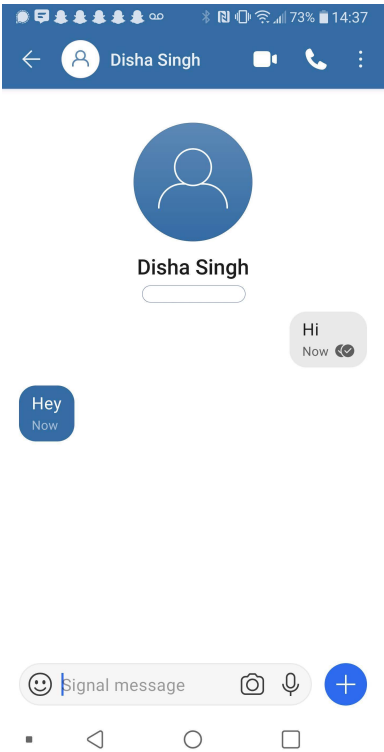 73% 14:37
Disha Singh
Disha Singh
Hi
Now
Hey
Now
Signal message